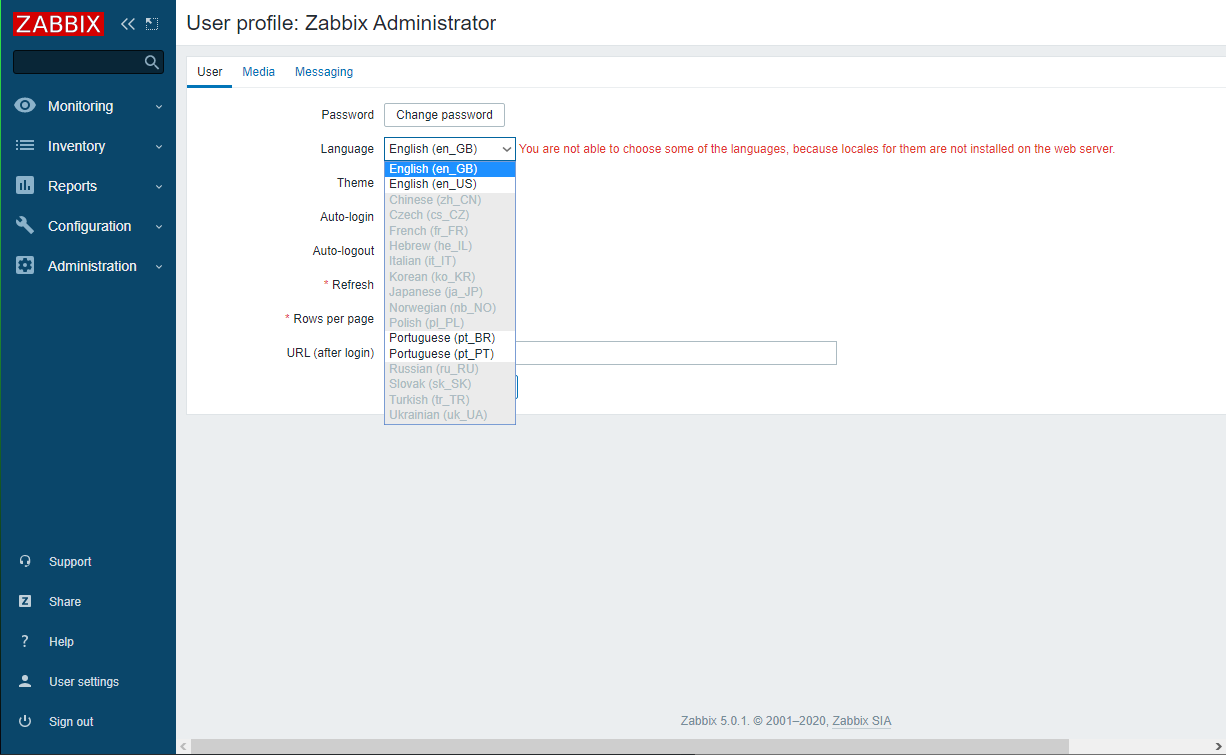 ZABBIX
User profile: Zabbix Administrator
User Media Messaging
Monitoring
Inventory
Reports
Configuration
Administration
Support
Z Share
? Help
User settings
Sign out
Password Change password
Language English (en_GB) You are not able to choose some of the languages, because locales for them are not installed on the web server.
Theme
Auto-login
Auto-logout
* Refresh
* Rows per page
URL (after login)
English (en_GB)
English (en_US)
Chinese (zh_CN)
Czech (cs_CZ)
French (fr_FR)
Hebrew (he_IL)
Italian (it_IT)
Korean (ko_KR)
Japanese (ja_JP)
Norwegian (nb_NO)
Polish (pl_PL)
Portuguese (pt_BR)
Portuguese (pt_PT)
Russian (ru_RU)
Slovak (sk_SK)
Turkish (tr_TR)
Ukrainian (uk_UA)
Zabbix 5.0.1. © 2001–2020, Zabbix SIA